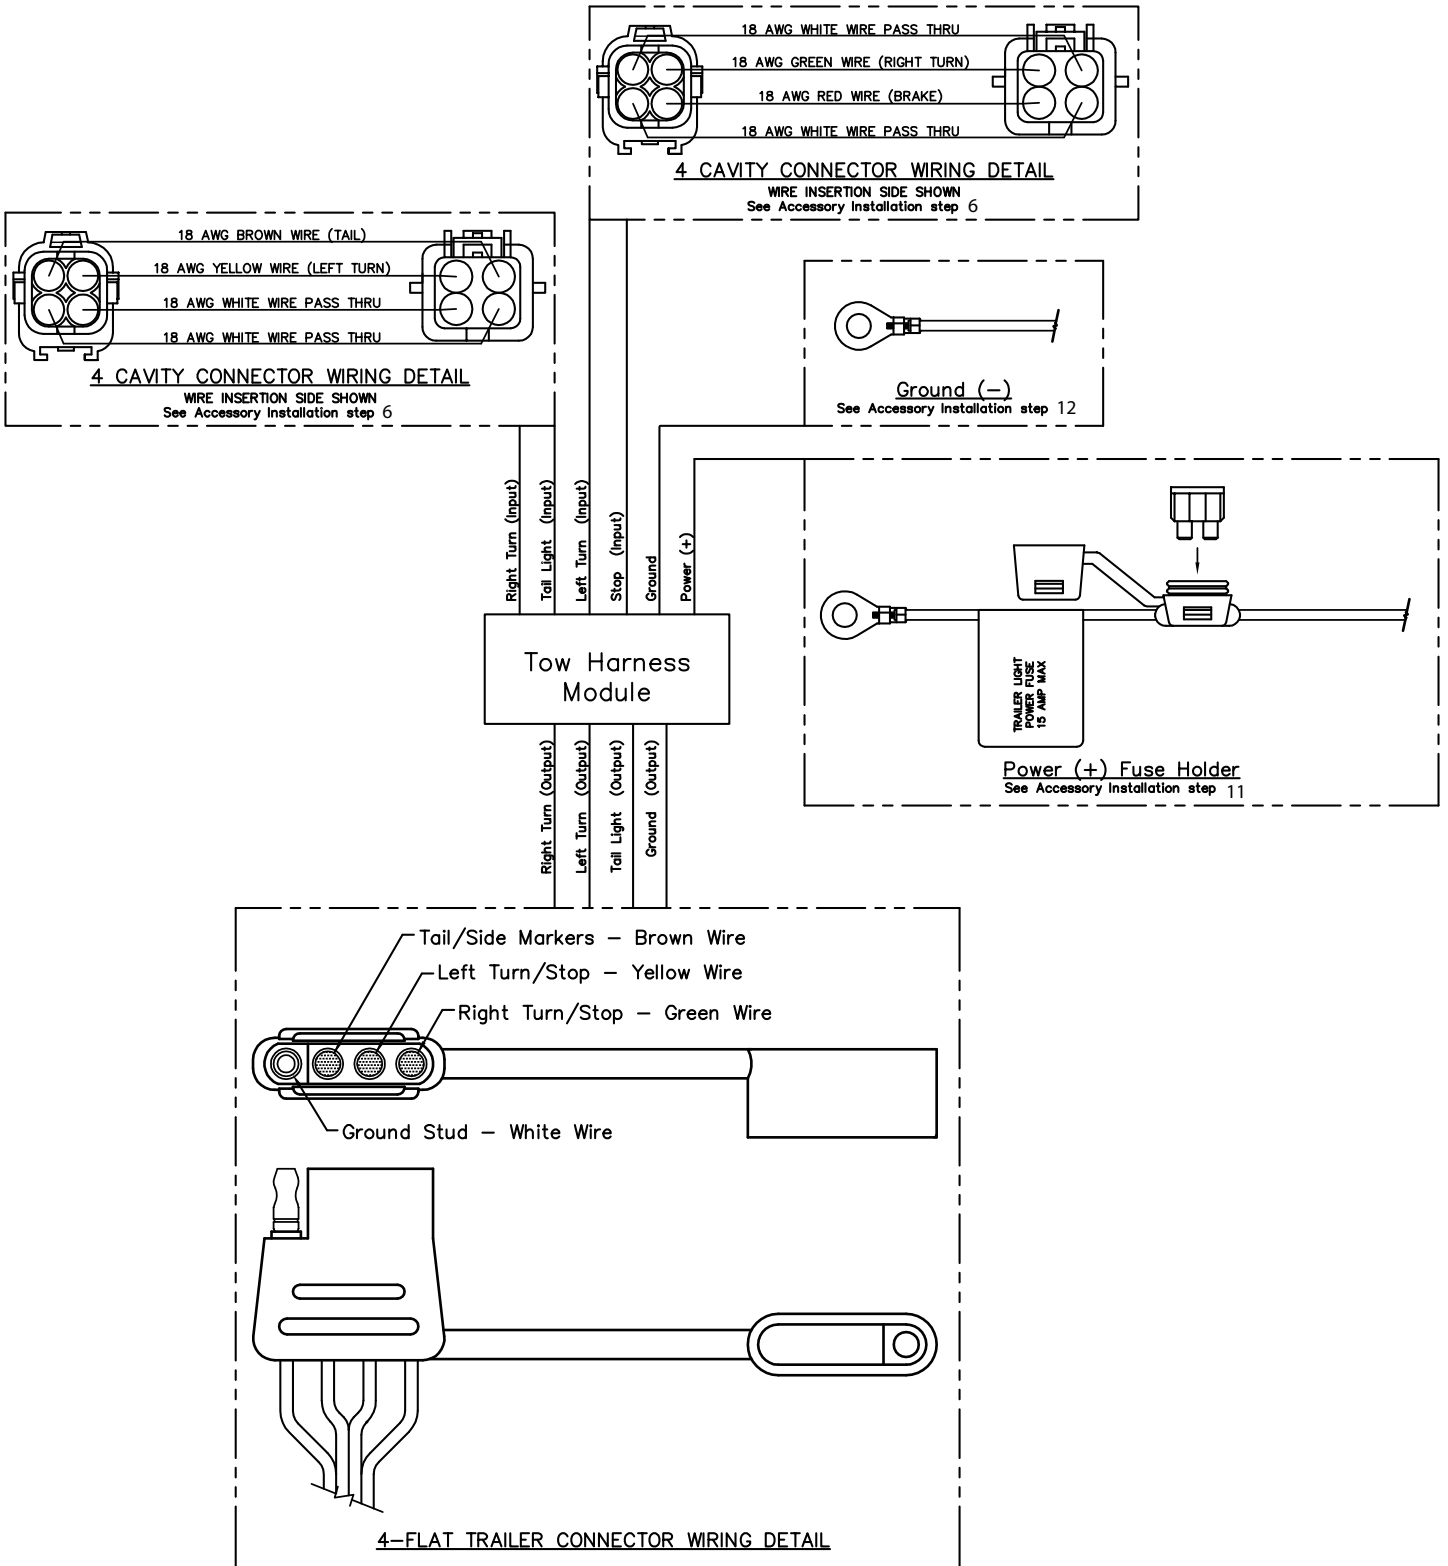 18 AWG WHITE WIRE PASS THRU
18 AWG GREEN WIRE (RIGHT TURN)
18 AWG RED WIRE (BRAKE)
18 AWG WHITE WIRE PASS THRU
4 CAVITY CONNECTOR WIRING DETAIL
WIRE INSERTION SIDE SHOWN
See Accessory Installation step 6
18 AWG BROWN WIRE (TAIL)
18 AWG YELLOW WIRE (LEFT TURN)
18 AWG WHITE WIRE PASS THRU
18 AWG WHITE WIRE PASS THRU
4 CAVITY CONNECTOR WIRING DETAIL
WIRE INSERTION SIDE SHOWN
See Accessory Installation step 6
Ground (-)
See Accessory Installation step 12
Right Turn (Input)
Tail Light (Input)
Left Turn (Input)
Stop (Input)
Ground
Power (+)
TRAILER LIGHT
POWER FUSE
15 AMP MAX
Power (+) Fuse Holder
See Accessory Installation step 11
Tow Harness
Module
Right Turn (Output)
Left Turn (Output)
Tail Light (Output)
Ground (Output)
Tail/Side Markers - Brown Wire
Left Turn/Stop - Yellow Wire
Right Turn/Stop - Green Wire
Ground Stud - White Wire
4-FLAT TRAILER CONNECTOR WIRING DETAIL